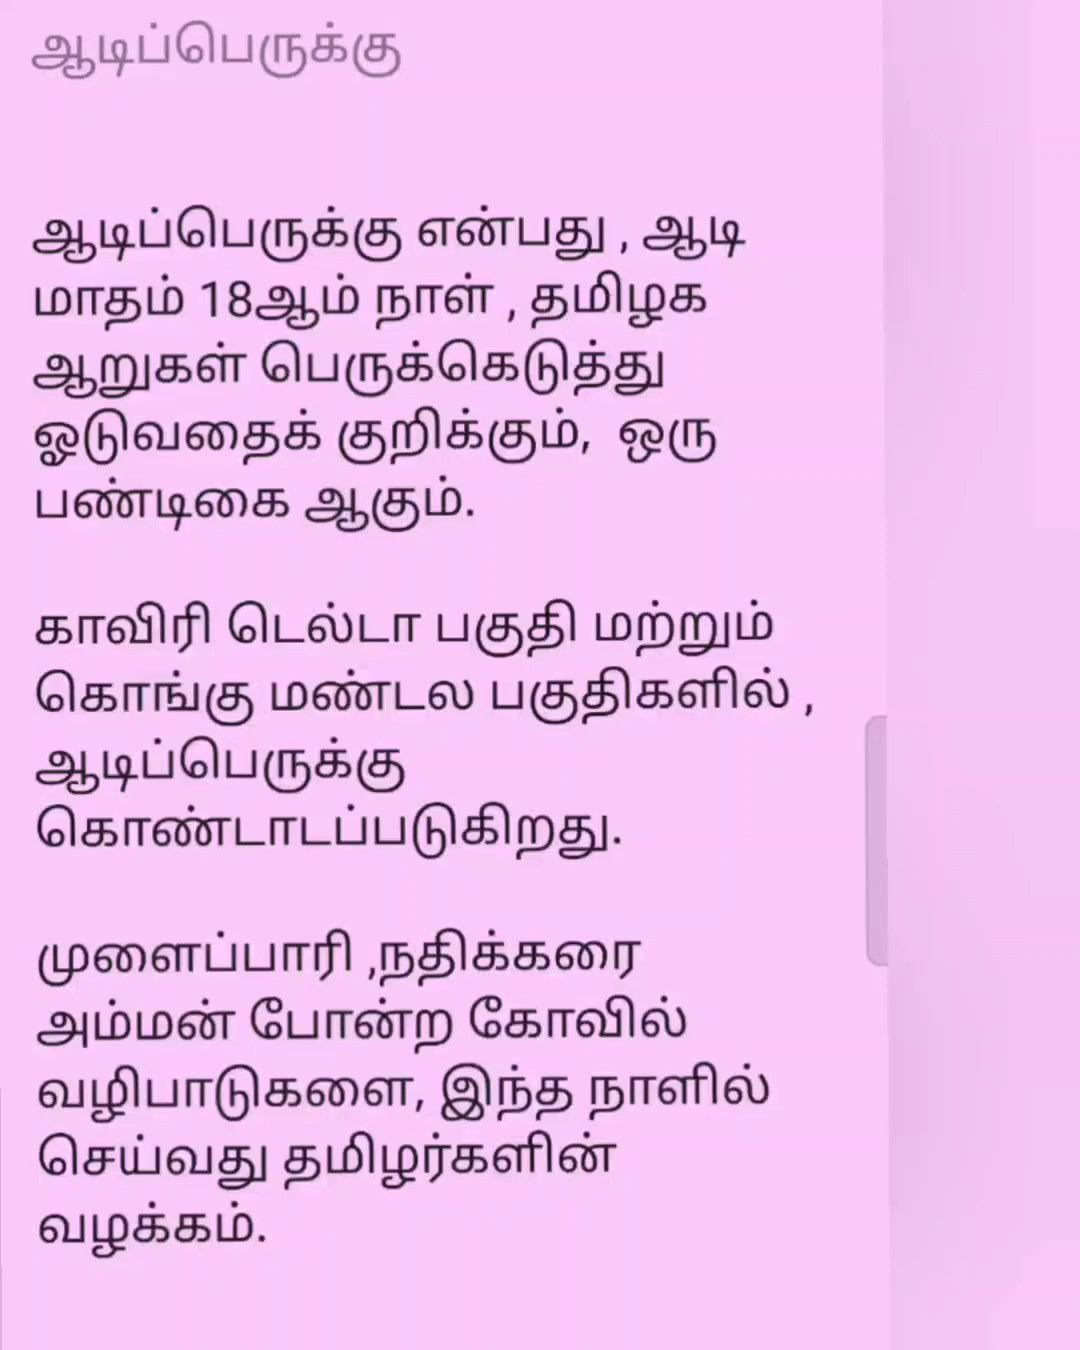 ஆடிப்பெருக்கு
ஆடிப்பெருக்கு என்பது , ஆடி
மாதம் 18ஆம் நாள் , தமிழக
ஆறுகள் பெருக்கெடுத்து
ஓடுவதைக் குறிக்கும், ஒரு
பண்டிகை ஆகும்.
காவிரி டெல்டா பகுதி மற்றும்
கொங்கு மண்டல பகுதிகளில் ,
ஆடிப்பெருக்கு
கொண்டாடப்படுகிறது.
முளைப்பாரி ,நதிக்கரை
அம்மன் போன்ற கோவில்
வழிபாடுகளை, இந்த நாளில்
செய்வது தமிழர்களின்
வழக்கம்.